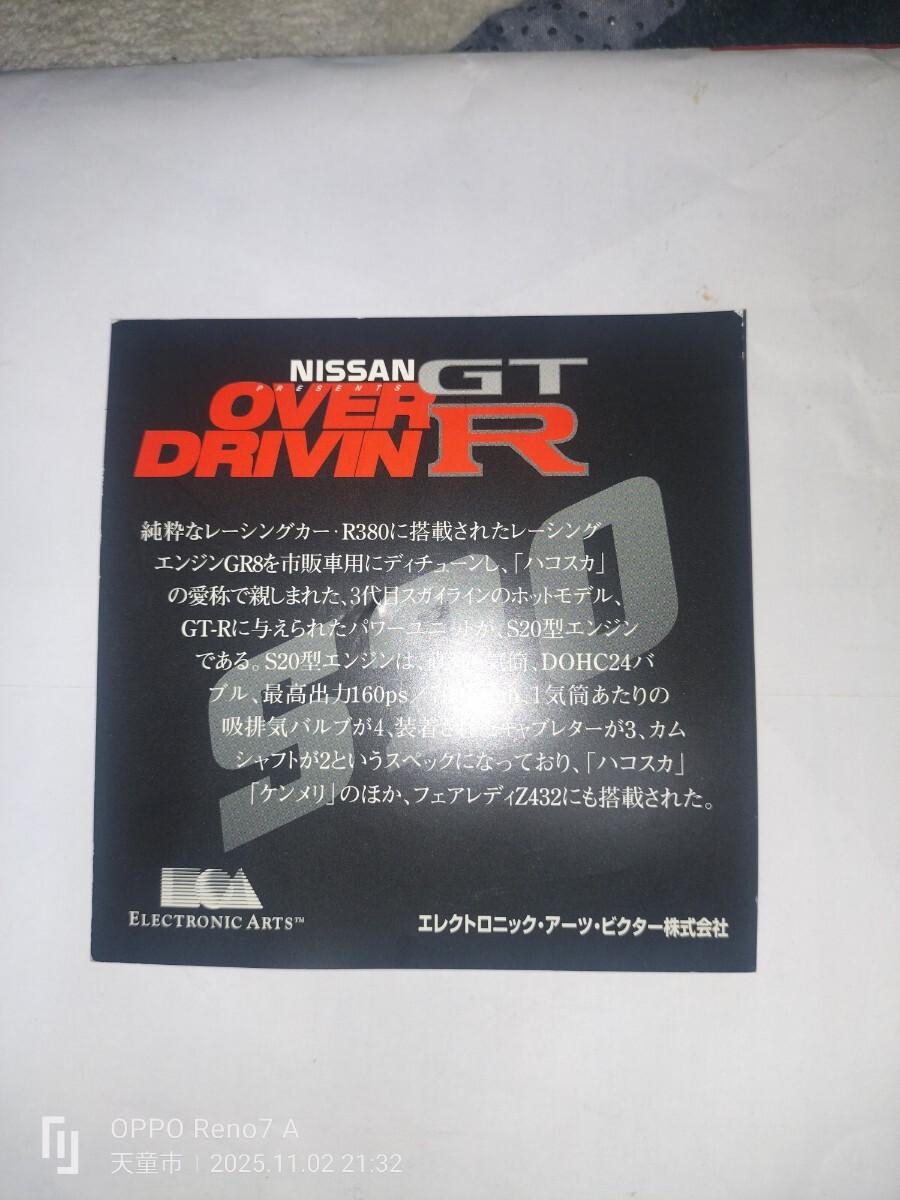 NISSAN
PRESENTS
OVER
DRIVIN
GT
R
S20
純粋なレーシングカー・R380に搭載されたレーシング
エンジンGR8を市販車用にディチューンし、「ハコスカ」
の愛称で親しまれた、3代目スカイラインのホットモデル、
GT-Rに与えられたパワーユニットが、S20型エンジン
である。S20型エンジンは、気筒、DOHC24バ
ブル、最高出力160ps/1気筒あたりの
吸排気バルブが4、装着されたキャブレターが3、カム
シャフトが2というスペックになっており、「ハコスカ」
「ケンメリ」のほか、フェアレディZ432にも搭載された。
ELECTRONIC ARTS™
エレクトロニック・アーツ・ビクター株式会社
OPPO Reno7 A
天童市 | 2025.11.02 21:32